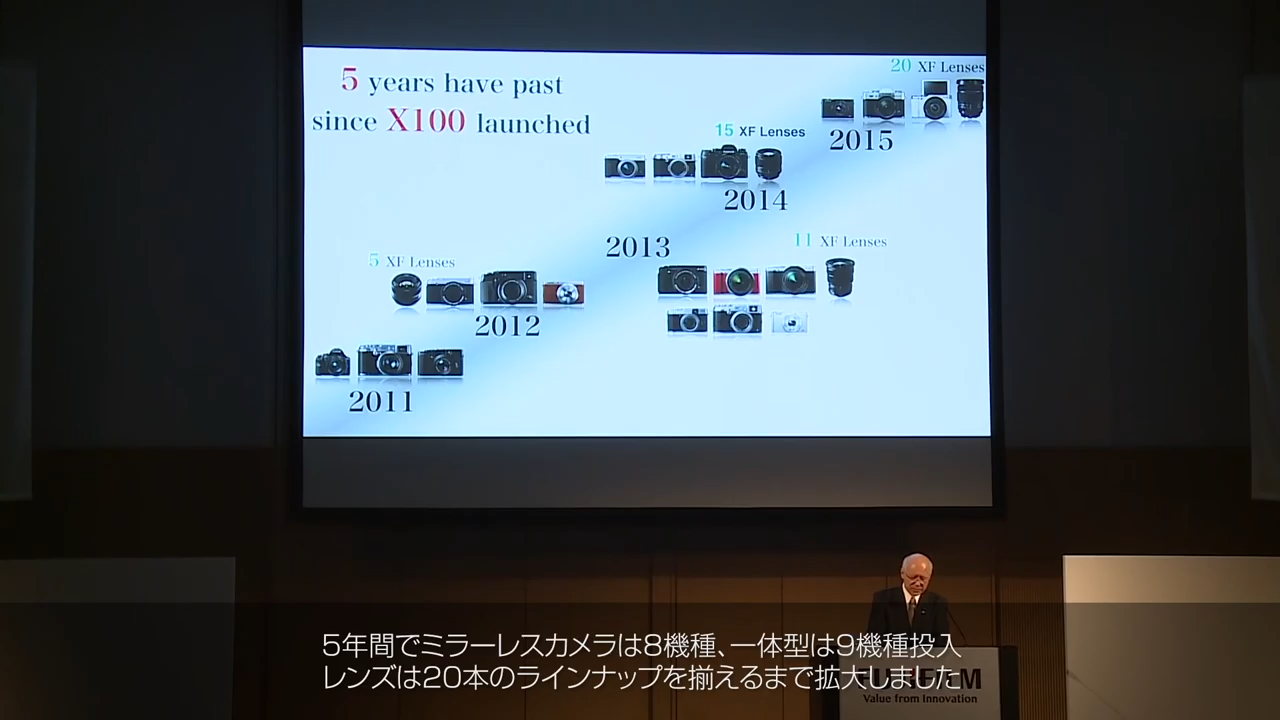 5 years have past
since X100 launched
20 XF Lenses
2015
15 XF Lenses
2014
2013
11 XF Lenses
5 XF Lenses
2012
2011
5年間でミラーレスカメラは8機種、一体型は9機種投入
レンズは20本のラインナップを揃えるまで拡大しました
FUJIFILM
Value from Innovation